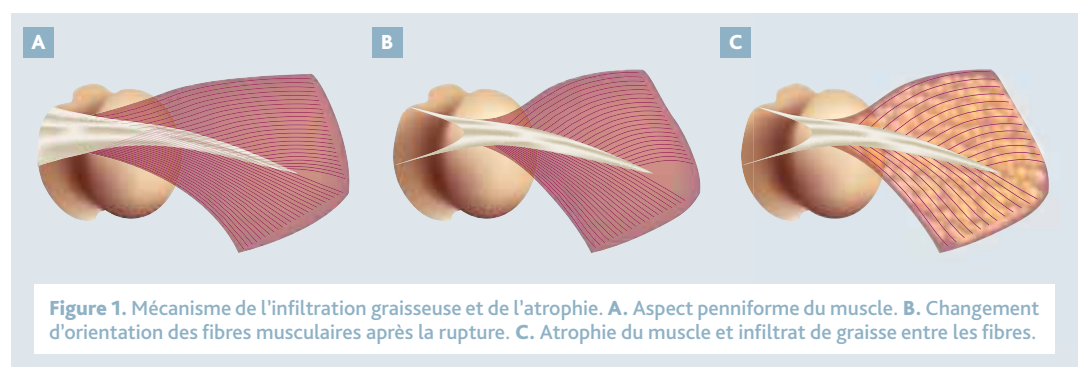 A
B
C
Figure 1. Mécanisme de l'infiltration graisseuse et de l'atrophie. A. Aspect penniforme du muscle. B. Changement
d'orientation des fibres musculaires après la rupture. C. Atrophie du muscle et infiltrat de graisse entre les fibres.